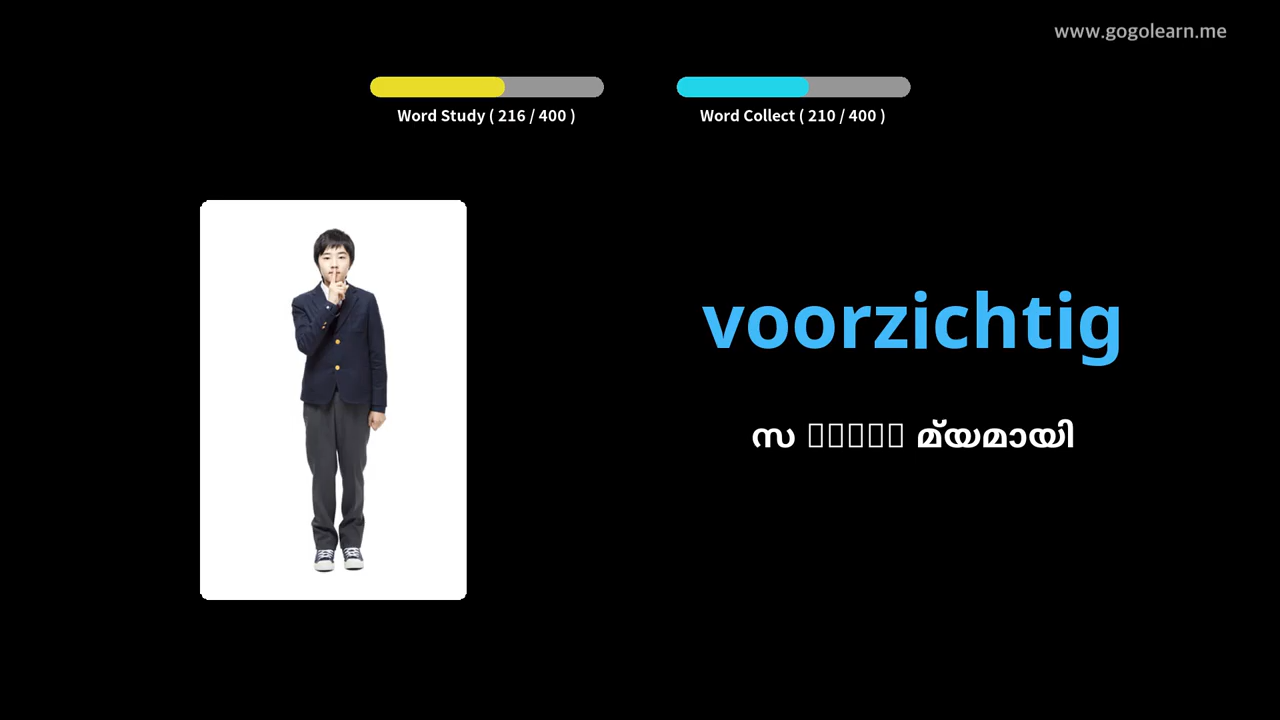 www.gogolearn.me
Word Study ( 216 / 400 )
Word Collect ( 210 / 400 )
voorzichtig
സ □□□□□ മ്യമായി